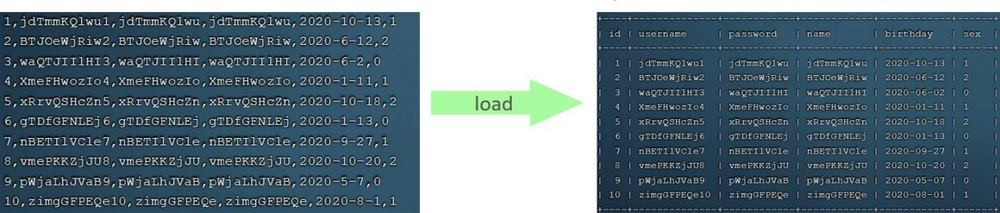 1,jdTmmKQlwu1,jdTmmKQlwu,jdTmmKQlwu,2020-10-13,1
2,BTJOeWjRiw2,BTJOeWjRiw,BTJOeWjRiw,2020-6-12,2
3,waQTJIIlHI3,waQTJIIlHI,waQTJIIlHI,2020-6-2,0
4,XmeFHwozIo4,XmeFHwozIo,XmeFHwozIo,2020-1-11,1
5,xRrvQSHcZn5,xRrvQSHcZn,xRrvQSHcZn,2020-10-18,2
6,gTDfGFNLEj6,gTDfGFNLEj,gTDfGFNLEj,2020-1-13,0
7,nBETIlVCle7,nBETIlVCle,nBETIlVCle,2020-9-27,1
8,vmePKKZjJU8,vmePKKZjJU,vmePKKZjJU,2020-10-20,2
9,pWjaLhJVaB9,pWjaLhJVaB,pWjaLhJVaB,2020-5-7,0
10,zimgGFPEQe10,zimgGFPEQe,zimgGFPEQe,2020-8-1,1
load
| id | username | password | name | birthday | sex |
| 1 | jdTmmKQlwu1 | jdTmmKQlwu | jdTmmKQlwu | 2020-10-13 | 1 |
| 2 | BTJOeWjRiw2 | BTJOeWjRiw | BTJOeWjRiw | 2020-06-12 | 2 |
| 3 | waQTJIIlHI3 | waQTJIIlHI | waQTJIIlHI | 2020-06-02 | 0 |
| 4 | XmeFHwozIo4 | XmeFHwozIo | XmeFHwozIo | 2020-01-11 | 1 |
| 5 | xRrvQSHcZn5 | xRrvQSHcZn | xRrvQSHcZn | 2020-10-18 | 2 |
| 6 | gTDfGFNLEj6 | gTDfGFNLEj | gTDfGFNLEj | 2020-01-13 | 0 |
| 7 | nBETIlVCle7 | nBETIlVCle | nBETIlVCle | 2020-09-27 | 1 |
| 8 | vmePKKZjJU8 | vmePKKZjJU | vmePKKZjJU | 2020-10-20 | 2 |
| 9 | pWjaLhJVaB9 | pWjaLhJVaB | pWjaLhJVaB | 2020-05-07 | 0 |
| 10 | zimgGFPEQe10 | zimgGFPEQe | zimgGFPEQe | 2020-08-01 | 1 |